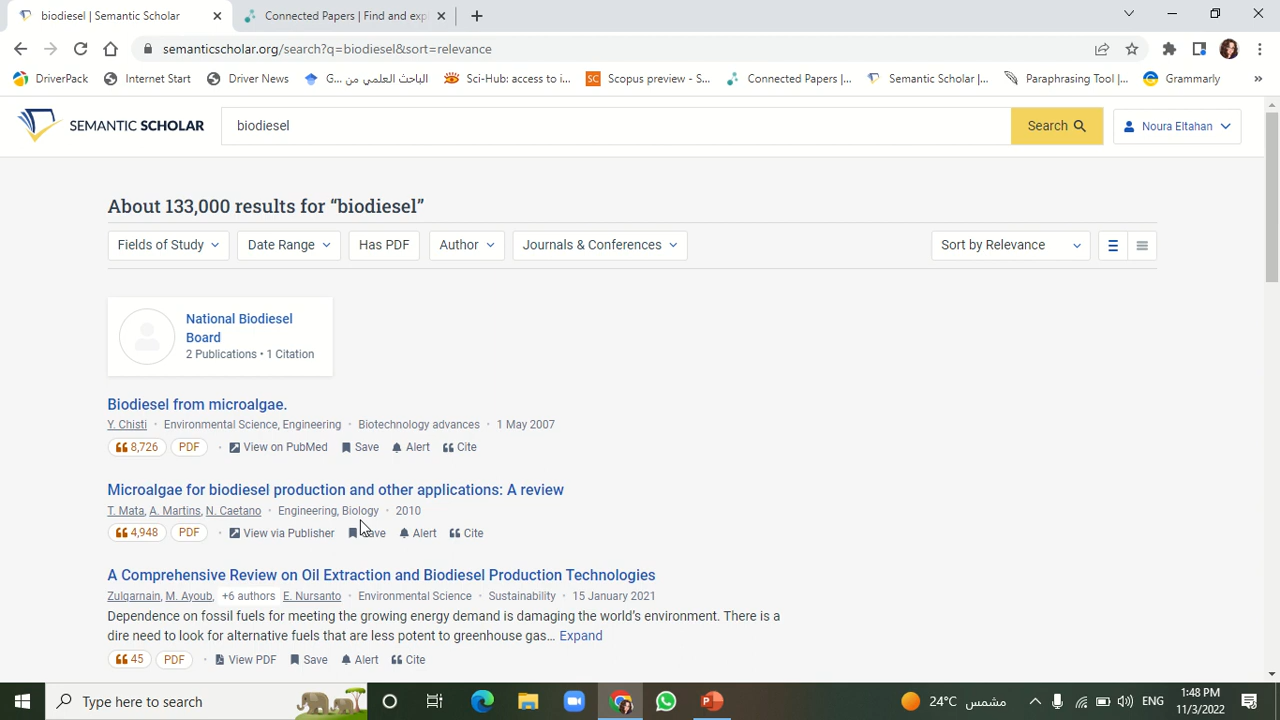 biodiesel | Semantic Scholar
Connected Papers | Find and exp
semanticscholar.org/search?q=biodiesel&sort=relevance
DriverPack
Internet Start
Driver News
الباحث العلمي من G...
Sci-Hub: access to i...
Scopus preview - S...
Connected Papers |...
Semantic Scholar |...
Paraphrasing Tool |...
Grammarly
SEMANTIC SCHOLAR
biodiesel
Search
Noura Eltahan
About 133,000 results for “biodiesel”
Fields of Study
Date Range
Has PDF
Author
Journals & Conferences
Sort by Relevance
National Biodiesel
Board
2 Publications • 1 Citation
Biodiesel from microalgae.
Y. Chisti · Environmental Science, Engineering · Biotechnology advances · 1 May 2007
8,726 PDF · View on PubMed Save Alert Cite
Microalgae for biodiesel production and other applications: A review
T. Mata, A. Martins, N. Caetano · Engineering, Biology · 2010
4,948 PDF · View via Publisher Save Alert Cite
A Comprehensive Review on Oil Extraction and Biodiesel Production Technologies
Zulqarnain, M. Ayoub, +6 authors E. Nursanto · Environmental Science · Sustainability · 15 January 2021
Dependence on fossil fuels for meeting the growing energy demand is damaging the world’s environment. There is a
dire need to look for alternative fuels that are less potent to greenhouse gas... Expand
45 PDF · View PDF Save Alert Cite
Type here to search
24°C مشمس
ENG
1:48 PM
11/3/2022